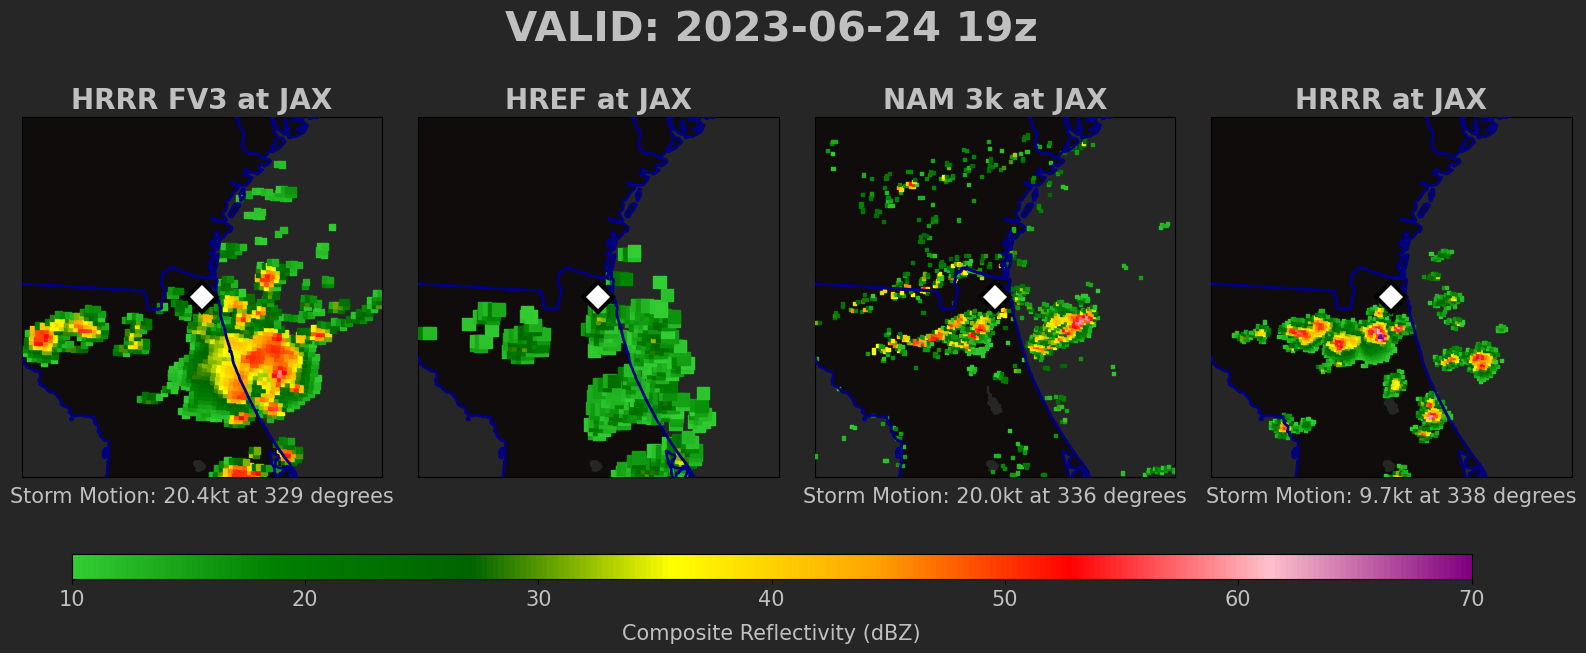 VALID: 2023-06-24 19z
HRRR FV3 at JAX
HREF at JAX
NAM 3k at JAX
HRRR at JAX
Storm Motion: 20.4kt at 329 degrees
Storm Motion: 20.0kt at 336 degrees
Storm Motion: 9.7kt at 338 degrees
10 20 30 40 50 60 70
Composite Reflectivity (dBZ)